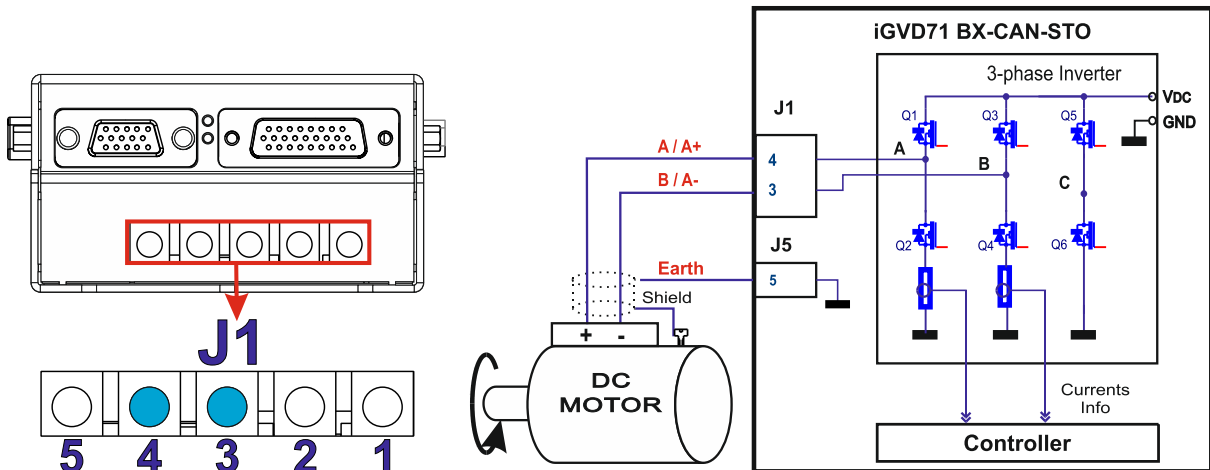 J1
5 4 3 2 1
iGVD71 BX-CAN-STO
3-phase Inverter
VDC
GND
J1
A / A+
4
B / A-
3
J5
Earth
5
Shield
+ -
DC
MOTOR
Q1 Q3 Q5
A
B
C
Q2 Q4 Q6
Currents
Info
Controller